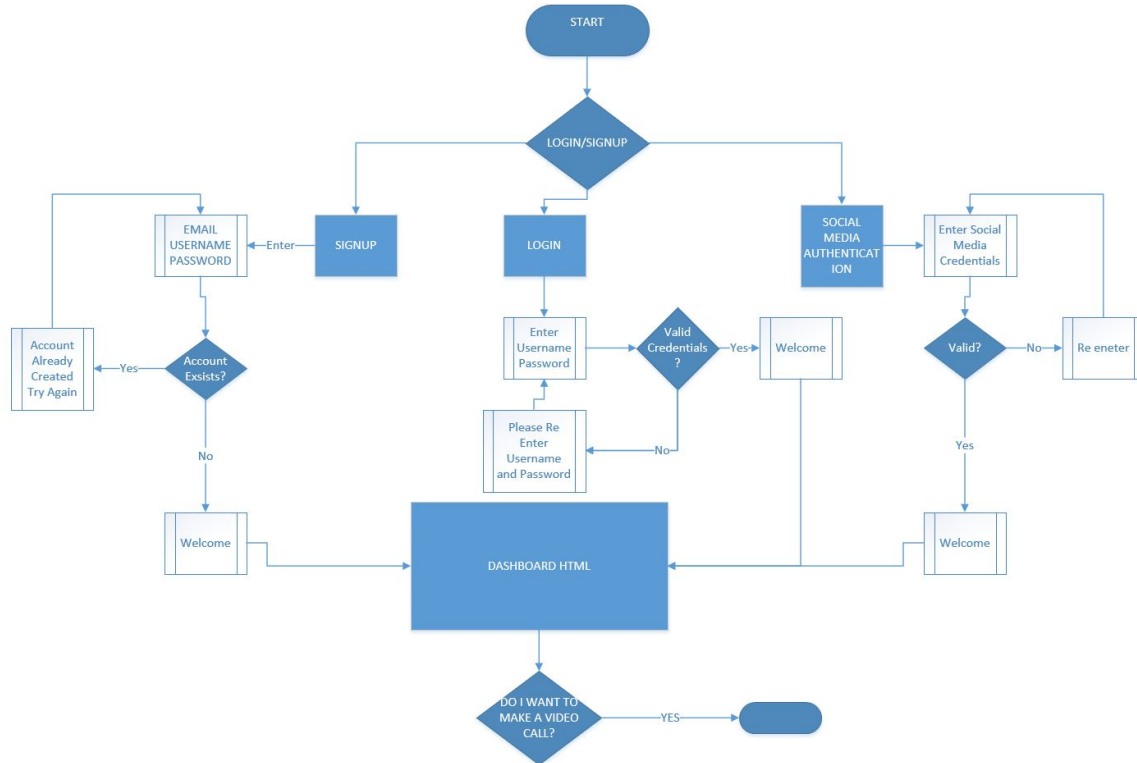 START
LOGIN/SIGNUP
EMAIL
USERNAME
PASSWORD
Enter
SIGNUP
LOGIN
SOCIAL
MEDIA
AUTHENTICAT
ION
Enter Social
Media
Credentials
Account
Already
Created
Try Again
Yes
Account
Exsists?
Enter
Username
Password
Valid
Credentials
?
Yes
Welcome
Valid?
No
Re eneter
Please Re
Enter
Username
and Password
No
No
Yes
Welcome
DASHBOARD HTML
Welcome
DO I WANT TO
MAKE A VIDEO
CALL?
YES